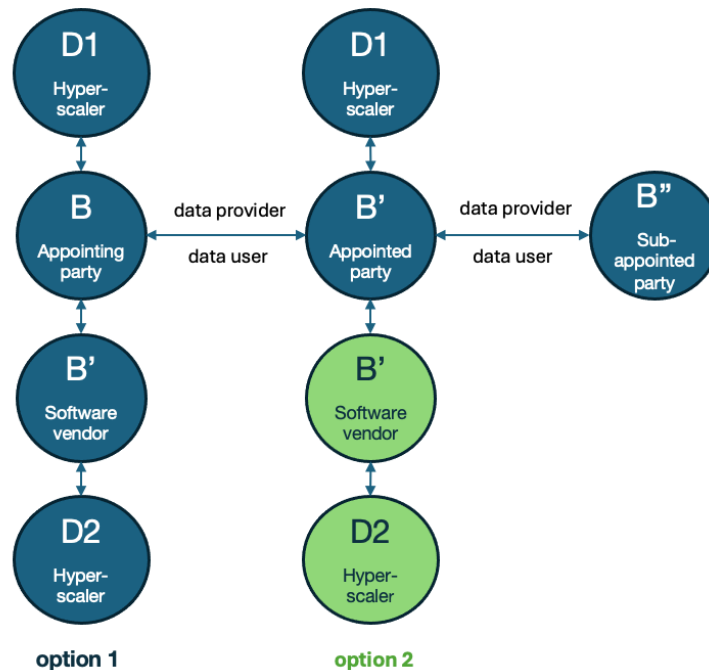 D1
Hyper-
scaler
D1
Hyper-
scaler
B
Appointing
party
data provider
data user
B’
Appointed
party
data provider
data user
B”
Sub-
appointed
party
B’
Software
vendor
B’
Software
vendor
D2
Hyper-
scaler
D2
Hyper-
scaler
option 1
option 2